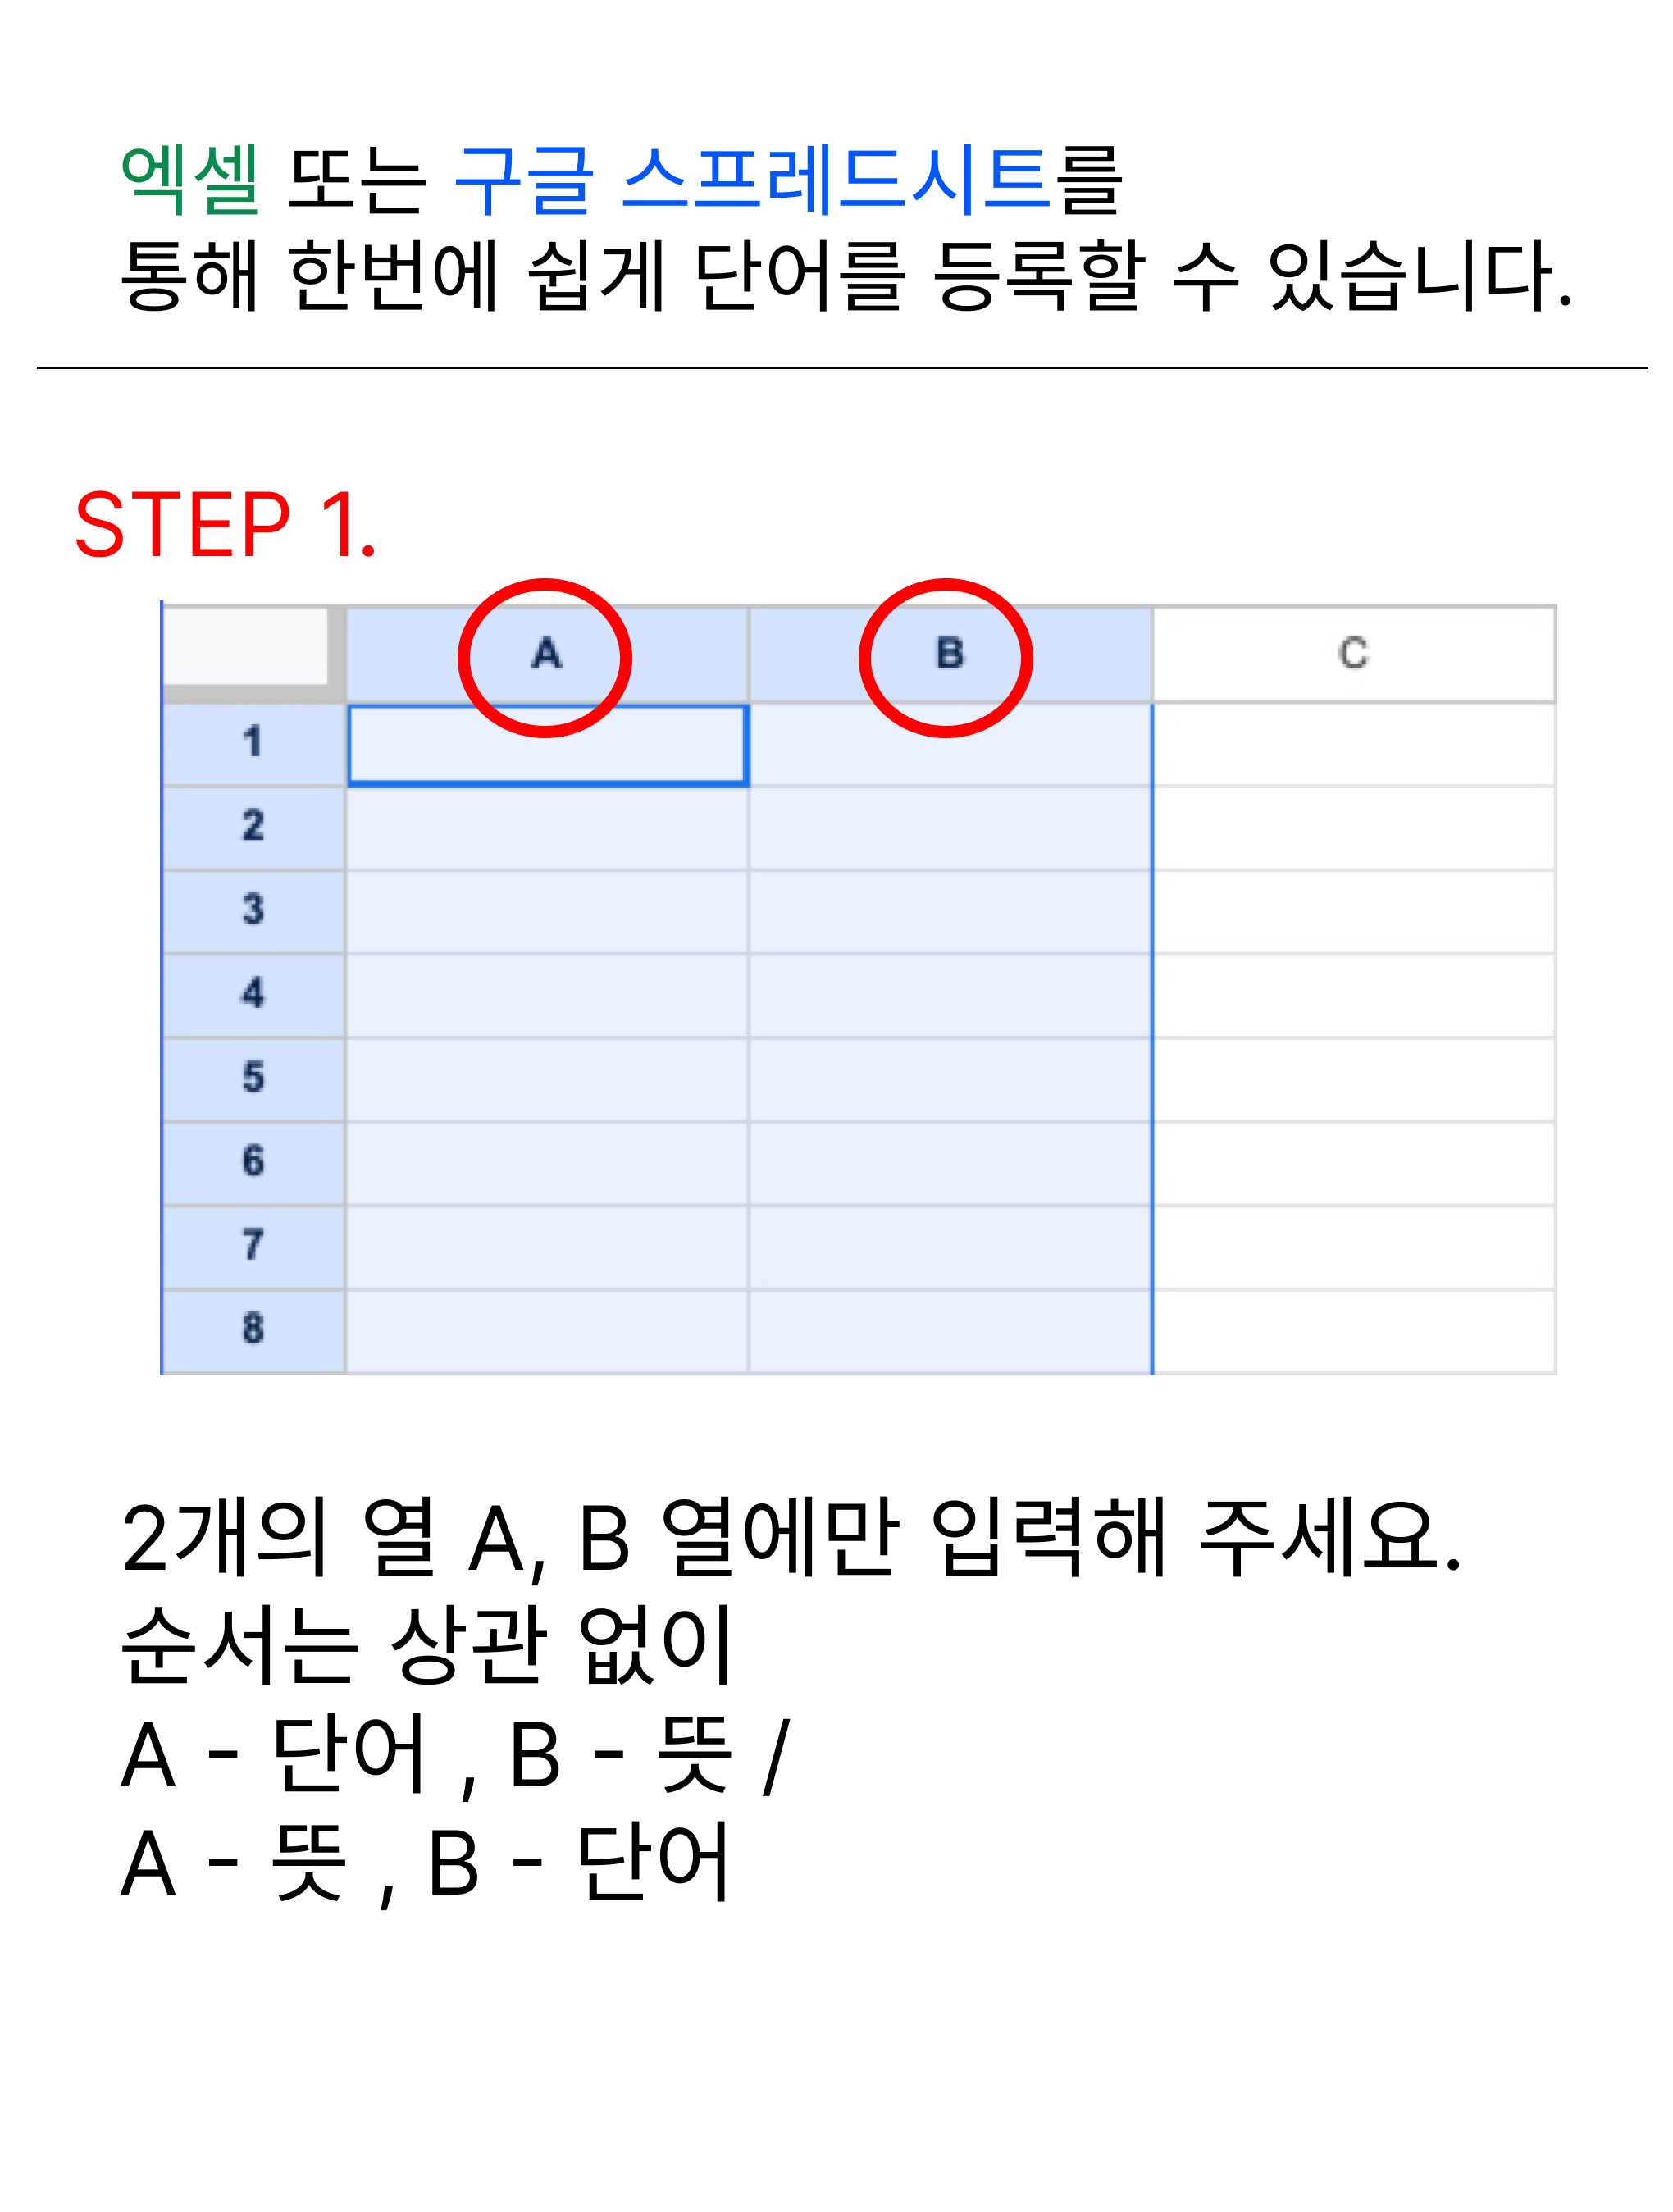 엑셀 또는 구글 스프레드시트를
통해 한번에 쉽게 단어를 등록할 수 있습니다.
STEP 1.
A B C
1
2
3
4
5
6
7
8
2개의 열 A, B 열에만 입력해 주세요.
순서는 상관 없이
A - 단어 , B - 뜻 /
A - 뜻 , B - 단어